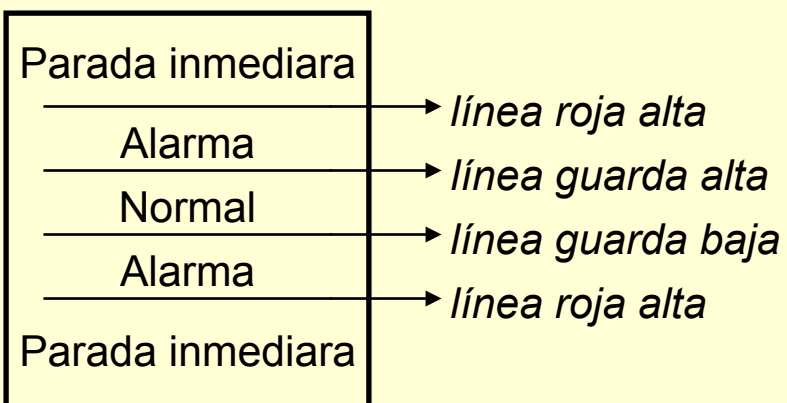 Parada inmediara
línea roja alta
Alarma
línea guarda alta
Normal
línea guarda baja
Alarma
línea roja alta
Parada inmediara